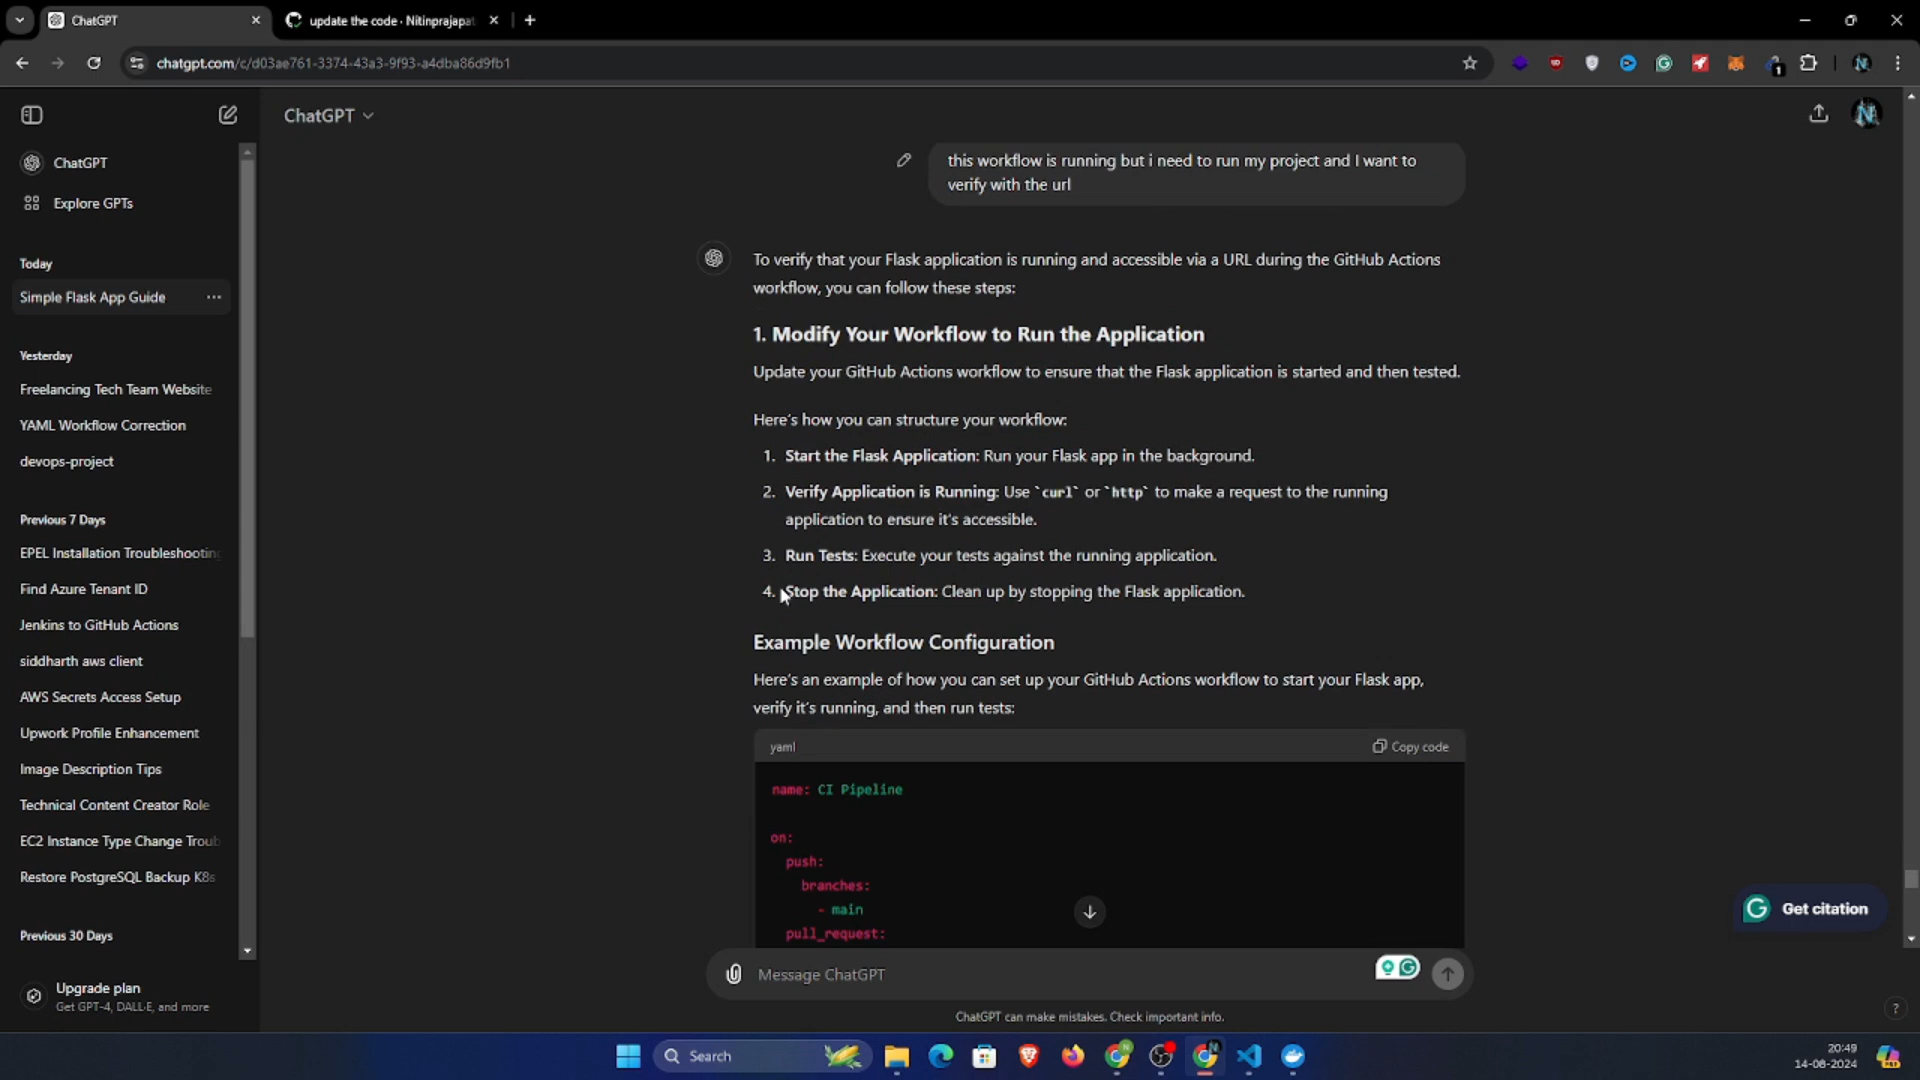 ChatGPT
update the code · Nitinprajapat
chatgpt.com/c/d03ae761-3374-43a3-9f93-a4dba86d9fb1
1
ChatGPT
ChatGPT
Explore GPTs
Today
Simple Flask App Guide
Yesterday
Freelancing Tech Team Website
YAML Workflow Correction
devops-project
Previous 7 Days
EPEL Installation Troubleshooting
Find Azure Tenant ID
Jenkins to GitHub Actions
siddharth aws client
AWS Secrets Access Setup
Upwork Profile Enhancement
Image Description Tips
Technical Content Creator Role
EC2 Instance Type Change Troub
Restore PostgreSQL Backup K8s
Previous 30 Days
Upgrade plan
Get GPT-4, DALL·E, and more
this workflow is running but i need to run my project and I want to
verify with the url
To verify that your Flask application is running and accessible via a URL during the GitHub Actions
workflow, you can follow these steps:
1. Modify Your Workflow to Run the Application
Update your GitHub Actions workflow to ensure that the Flask application is started and then tested.
Here's how you can structure your workflow:
1. Start the Flask Application: Run your Flask app in the background.
2. Verify Application is Running: Use `curl` or `http` to make a request to the running
application to ensure it's accessible.
3. Run Tests: Execute your tests against the running application.
4. Stop the Application: Clean up by stopping the Flask application.
Example Workflow Configuration
Here's an example of how you can set up your GitHub Actions workflow to start your Flask app,
verify it's running, and then run tests:
yaml
Copy code
name: CI Pipeline
on:
push:
branches:
- main
pull_request:
Get citation
Message ChatGPT
ChatGPT can make mistakes. Check important info.
?
Search
20:49
14-08-2024